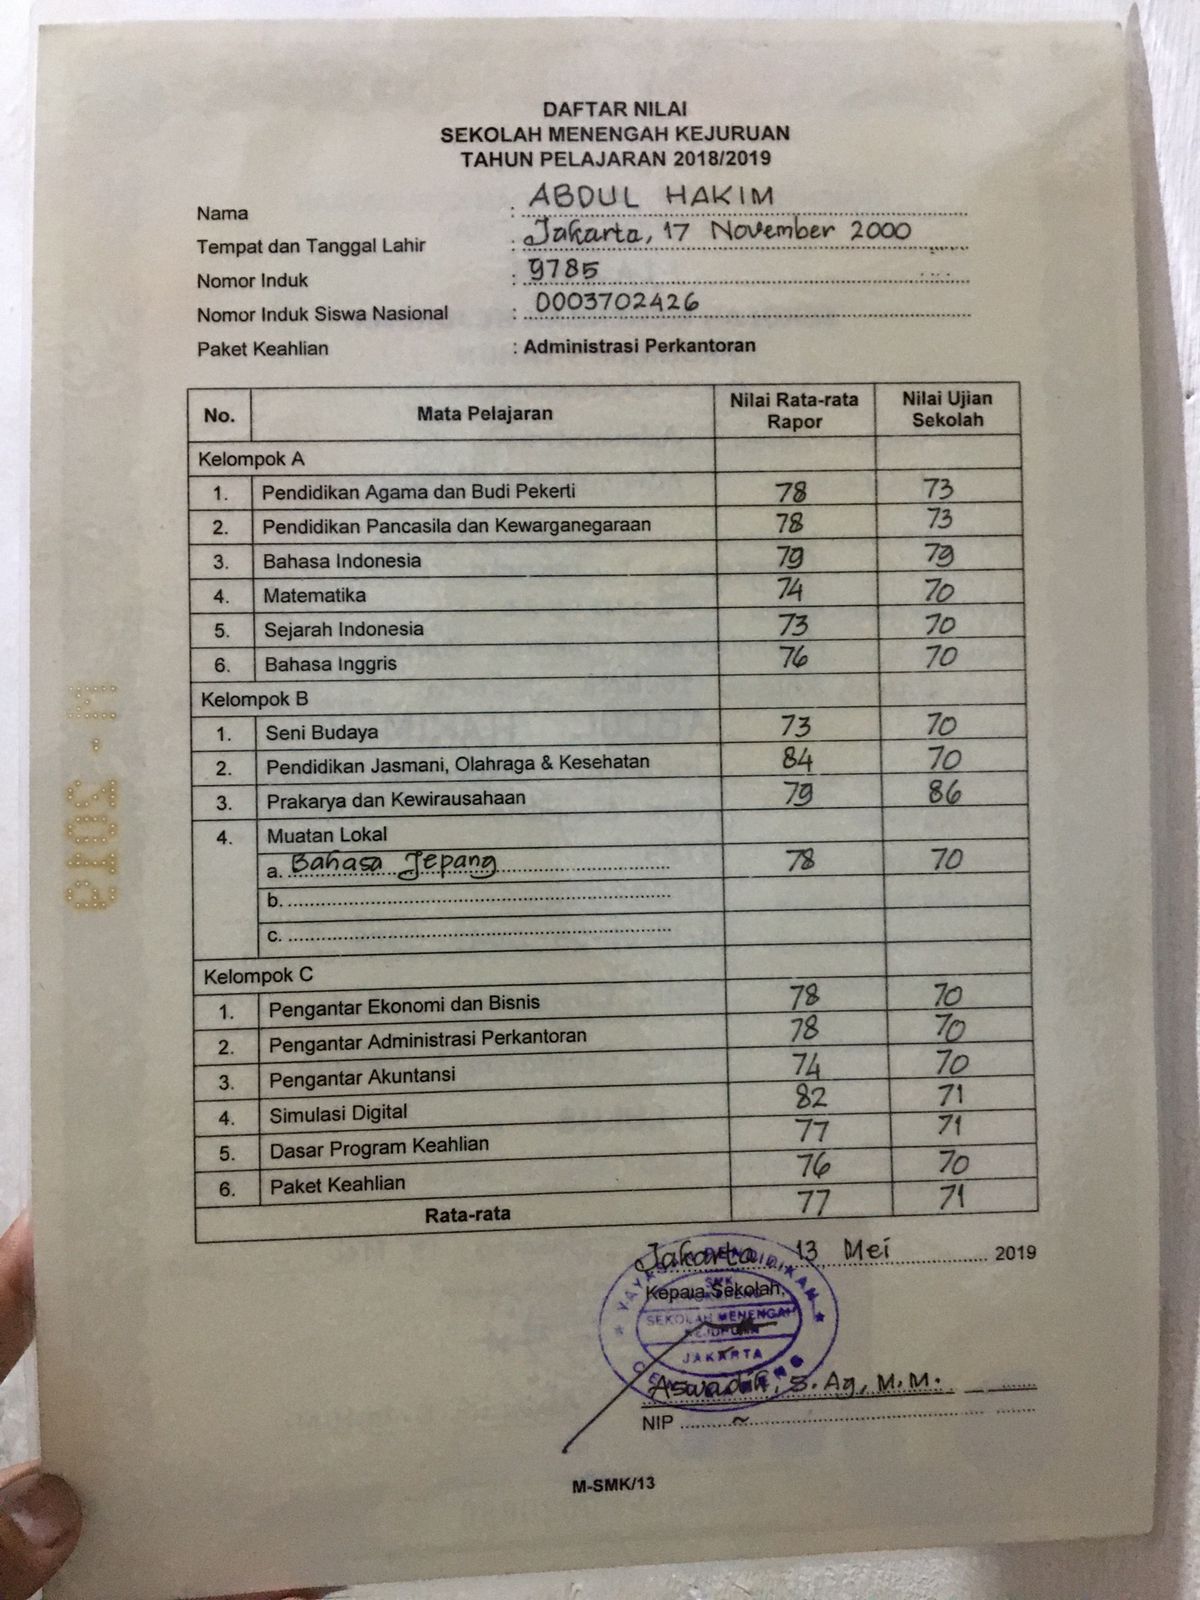 DAFTAR NILAI
SEKOLAH MENENGAH KEJURUAN
TAHUN PELAJARAN 2018/2019
Nama : ABDUL HAKIM
Tempat dan Tanggal Lahir : Jakarta, 17 November 2000
Nomor Induk : 9785
Nomor Induk Siswa Nasional : 0003702426
Paket Keahlian : Administrasi Perkantoran
No. Mata Pelajaran Nilai Rata-rata Rapor Nilai Ujian Sekolah
Kelompok A
1. Pendidikan Agama dan Budi Pekerti 78 73
2. Pendidikan Pancasila dan Kewarganegaraan 78 73
3. Bahasa Indonesia 79 79
4. Matematika 74 70
5. Sejarah Indonesia 73 70
6. Bahasa Inggris 76 70
Kelompok B
1. Seni Budaya 73 70
2. Pendidikan Jasmani, Olahraga & Kesehatan 84 70
3. Prakarya dan Kewirausahaan 79 86
4. Muatan Lokal
a. Bahasa Jepang 78 70
b.
c.
Kelompok C
1. Pengantar Ekonomi dan Bisnis 78 70
2. Pengantar Administrasi Perkantoran 78 70
3. Pengantar Akuntansi 74 70
4. Simulasi Digital 82 71
5. Dasar Program Keahlian 77 71
6. Paket Keahlian 76 70
Rata-rata 77 71
Jakarta, 13 Mei 2019
Kepala Sekolah,
YAYASAN PENDIDIKAN
SMK
SEKOLAH MENENGAH
KEJURUAN
JAKARTA
S. Ag, M.M.
NIP ~
M-SMK/13
M-2019